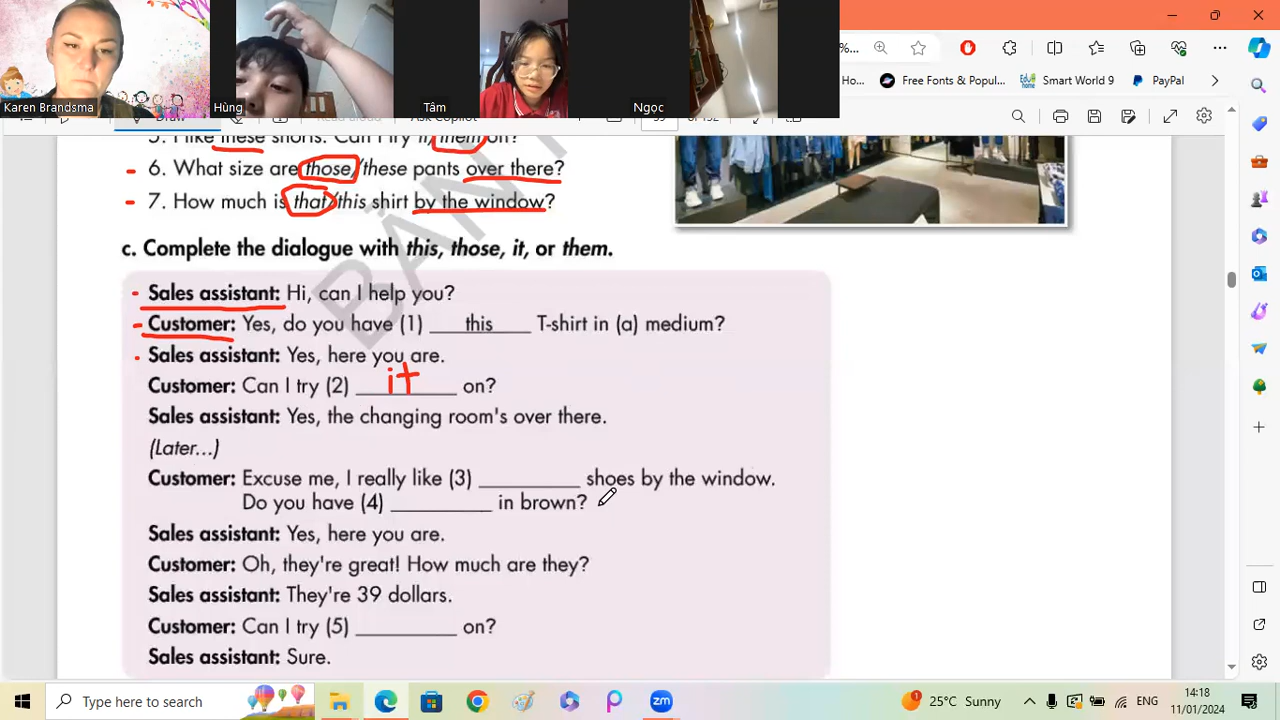 Karen Brandsma
Hùng
Tâm
Ngọc
Ho...
Free Fonts & Popul...
Smart World 9
PayPal
5. I like these shorts. Can I try it/them on?
6. What size are those/these pants over there?
7. How much is that/this shirt by the window?
c. Complete the dialogue with this, those, it, or them.
Sales assistant: Hi, can I help you?
Customer: Yes, do you have (1) this T-shirt in (a) medium?
Sales assistant: Yes, here you are.
Customer: Can I try (2) it on?
Sales assistant: Yes, the changing room's over there.
(Later...)
Customer: Excuse me, I really like (3) __________ shoes by the window.
Do you have (4) __________ in brown?
Sales assistant: Yes, here you are.
Customer: Oh, they're great! How much are they?
Sales assistant: They're 39 dollars.
Customer: Can I try (5) __________ on?
Sales assistant: Sure.
BẢN
Type here to search
1
25°C Sunny
ENG
14:18
11/01/2024